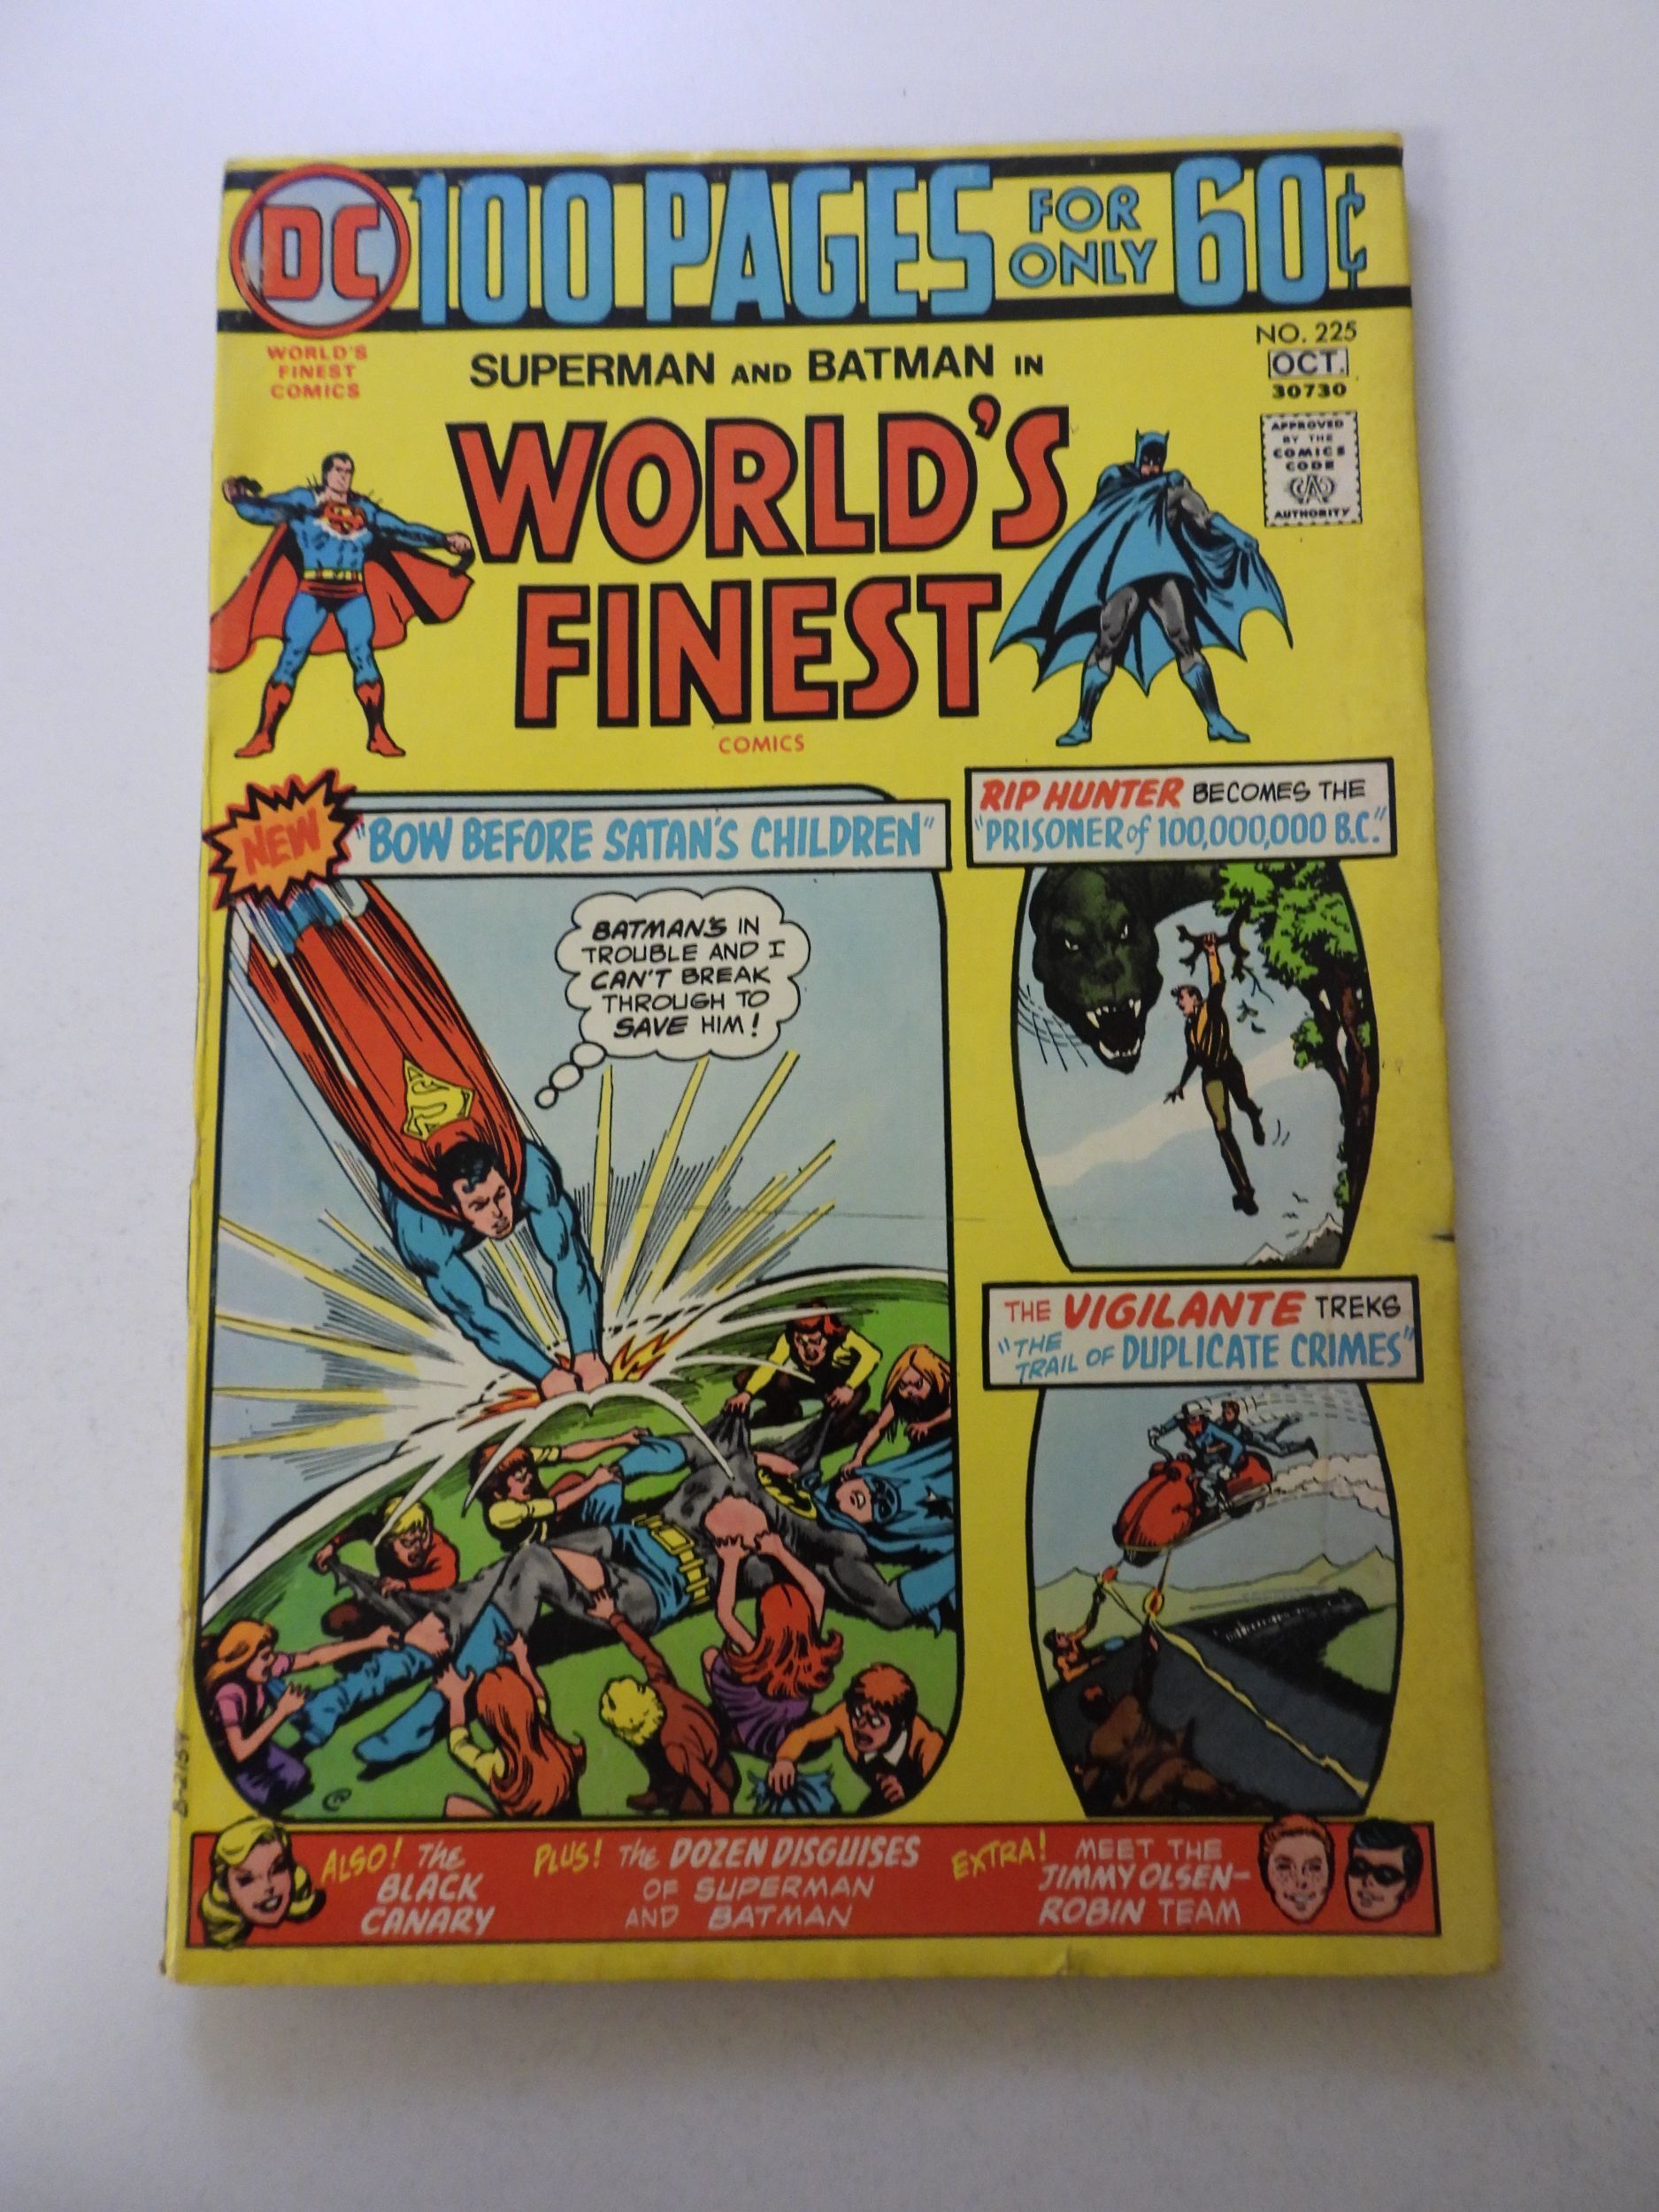 DC 100 PAGES FOR ONLY 60¢
WORLD'S
FINEST
COMICS
NO. 225
OCT.
30730
APPROVED
BY THE
COMICS
CODE
AUTHORITY
SUPERMAN AND BATMAN IN
WORLD'S
FINEST
COMICS
NEW
"BOW BEFORE SATAN'S CHILDREN"
BATMAN'S IN
TROUBLE AND I
CAN'T BREAK
THROUGH TO
SAVE HIM!
RIP HUNTER BECOMES THE
"PRISONER of 100,000,000 B.C."
THE VIGILANTE TREKS
"THE TRAIL OF DUPLICATE CRIMES"
ALSO! The
BLACK
CANARY
PLUS! The DOZEN DISGUISES
OF SUPERMAN
AND BATMAN
EXTRA! MEET THE
JIMMY OLSEN-
ROBIN TEAM